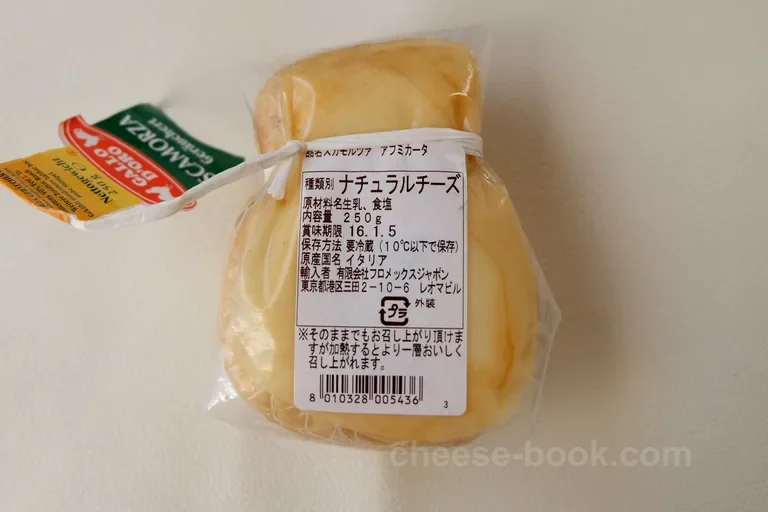 SCAMORZA
Geräuchert
GALLO
D'ORO
Nettogewicht
250 g e
品名スカモルツァ アフミカータ
種類別 ナチュラルチーズ
原材料名生乳、食塩
内容量 250g
賞味期限 16.1.5
保存方法 要冷蔵(10℃以下で保存)
原産国名 イタリア
輸入者 有限会社フロメックスジャポン
東京都港区三田2-10-6 レオマビル
プラ 外装
※そのままでもお召し上がり頂けま
すが加熱するとより一層おいしく
召し上がれます。
8 010328 005436
3
cheese-book.com